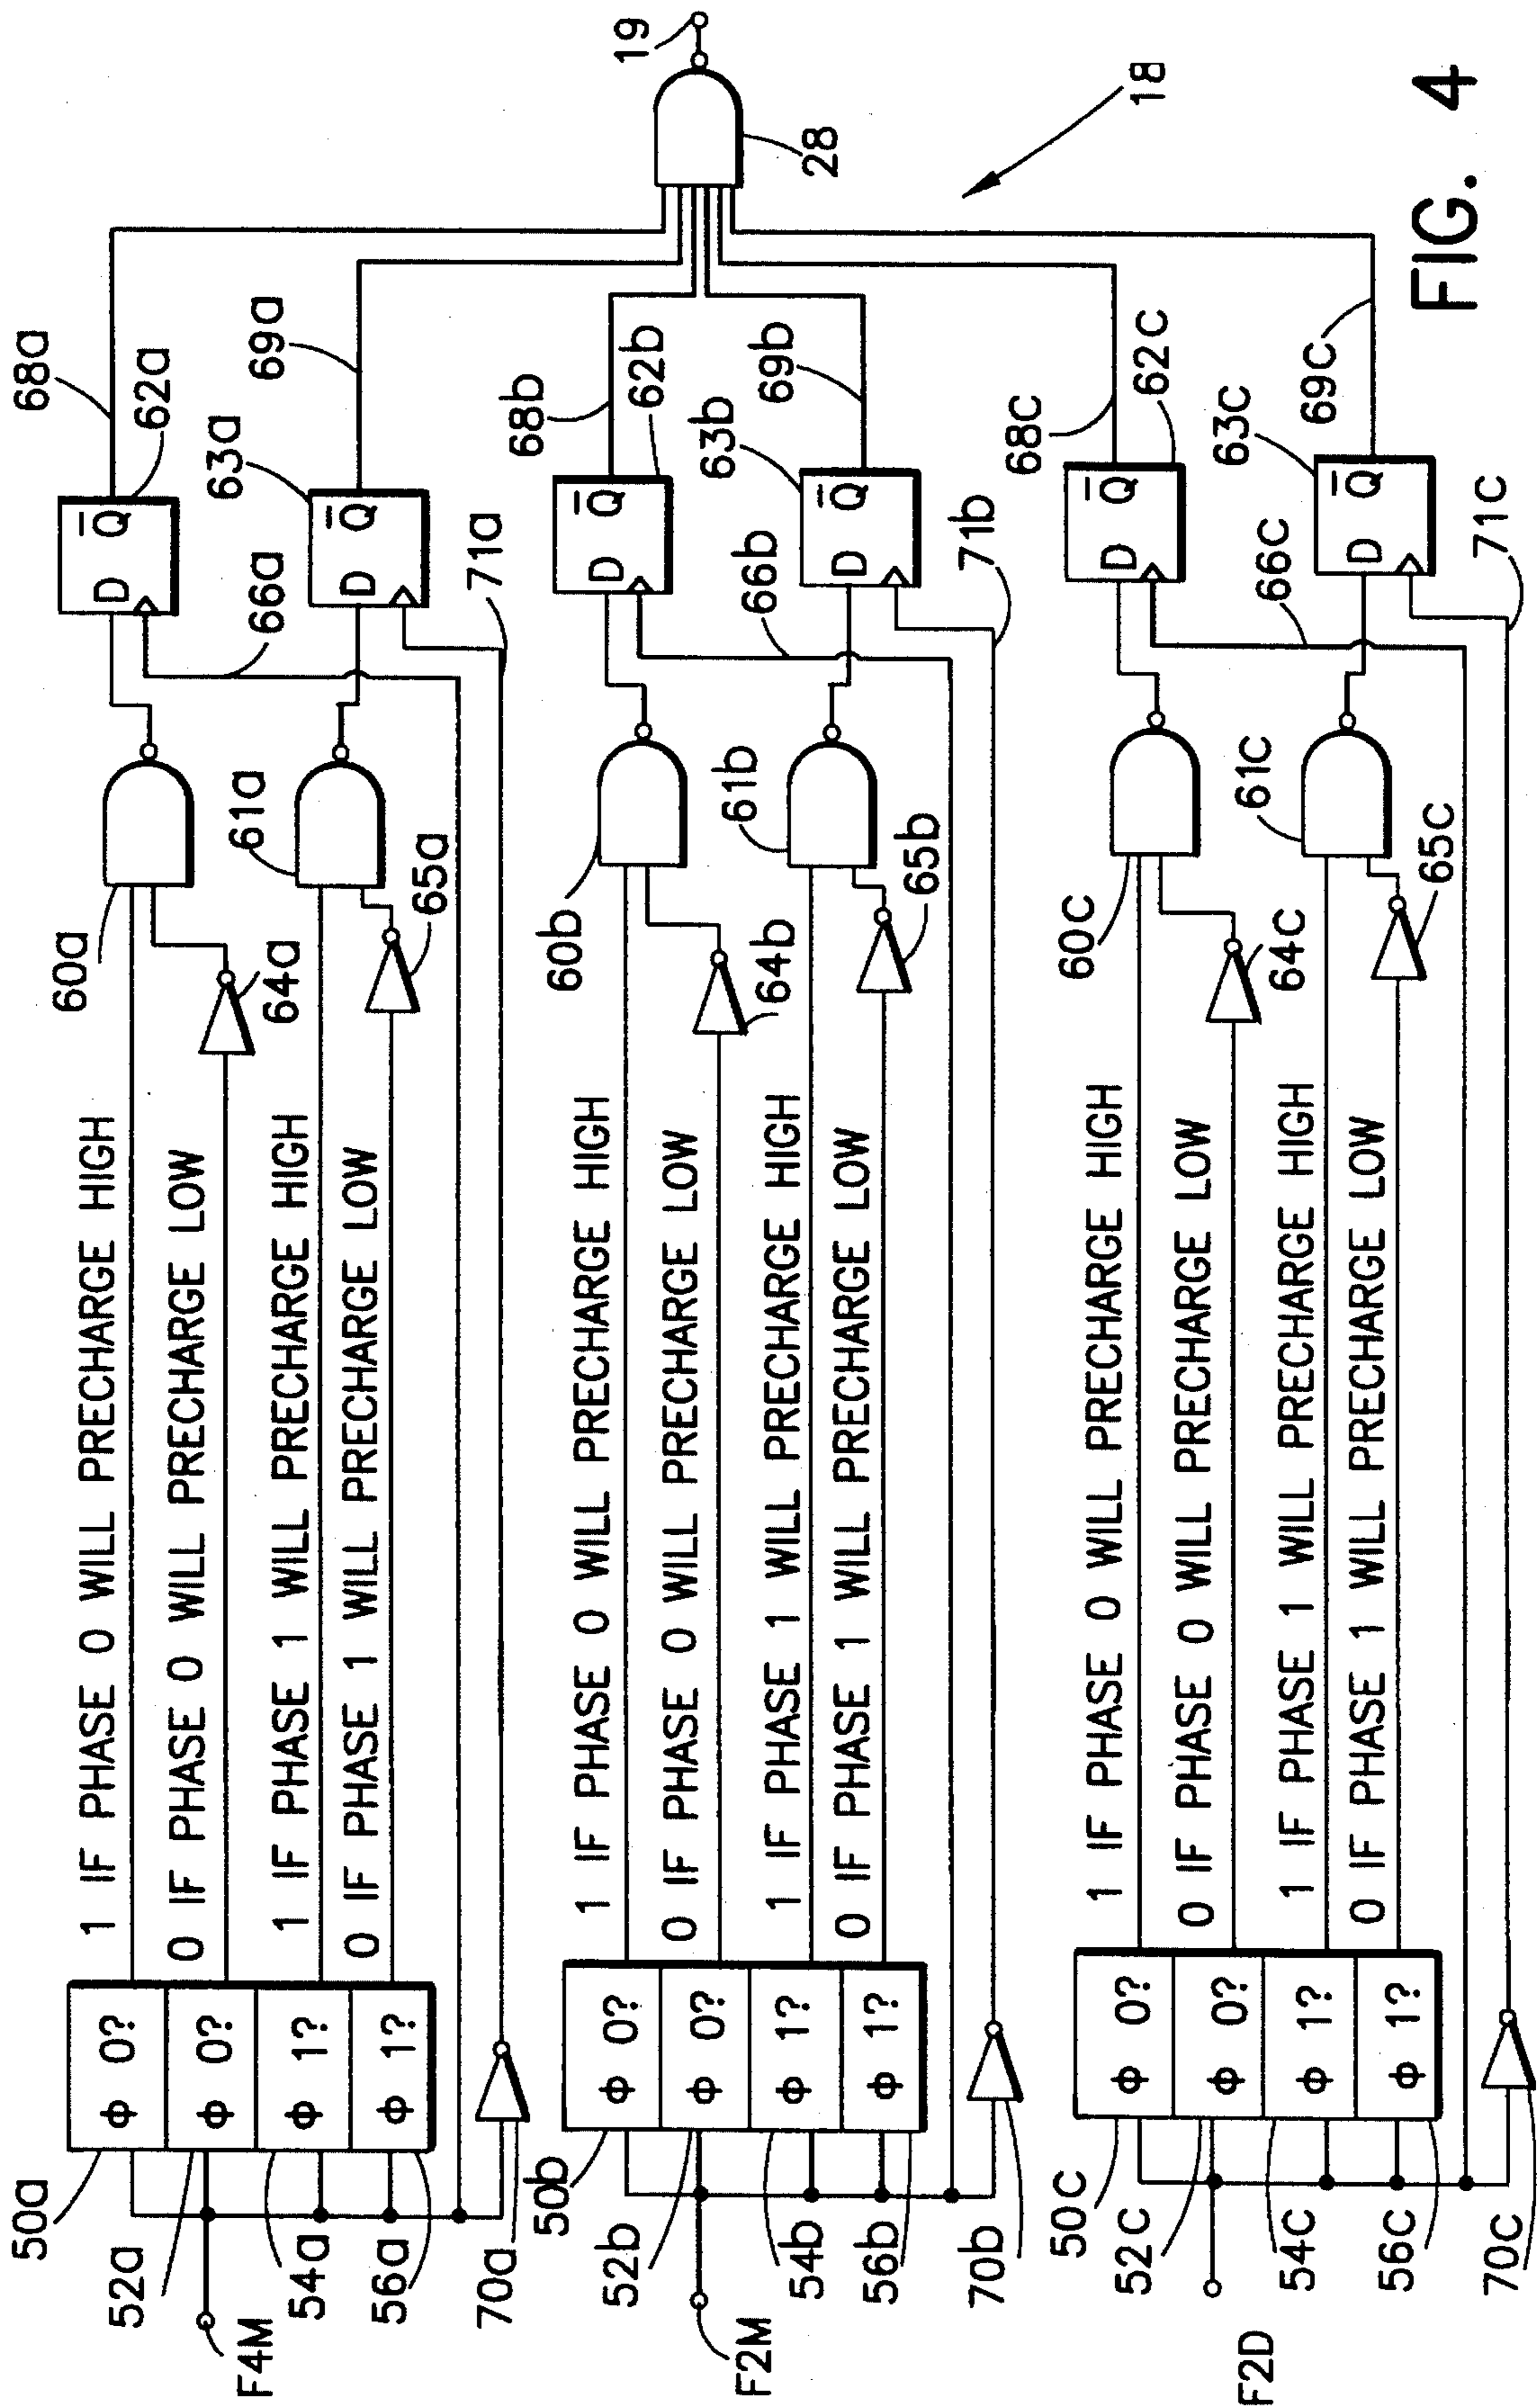 50a
Φ 0?
1 IF PHASE 0 WILL PRECHARGE HIGH
60a
D Q̄
62a
68a
52a
Φ 0?
0 IF PHASE 0 WILL PRECHARGE LOW
64a
66a
F4M
54a
Φ 1?
1 IF PHASE 1 WILL PRECHARGE HIGH
61a
D Q̄
63a
69a
56a
Φ 1?
0 IF PHASE 1 WILL PRECHARGE LOW
65a
70a
71a
19
50b
Φ 0?
1 IF PHASE 0 WILL PRECHARGE HIGH
60b
D Q̄
62b
68b
52b
Φ 0?
0 IF PHASE 0 WILL PRECHARGE LOW
64b
66b
F2M
54b
Φ 1?
1 IF PHASE 1 WILL PRECHARGE HIGH
61b
D Q̄
63b
69b
28
56b
Φ 1?
0 IF PHASE 1 WILL PRECHARGE LOW
65b
70b
71b
18
50C
Φ 0?
1 IF PHASE 0 WILL PRECHARGE HIGH
60C
D Q̄
62C
68C
52C
Φ 0?
0 IF PHASE 0 WILL PRECHARGE LOW
64C
66C
F2D
54C
Φ 1?
1 IF PHASE 1 WILL PRECHARGE HIGH
61C
D Q̄
63C
69C
56C
Φ 1?
0 IF PHASE 1 WILL PRECHARGE LOW
65C
70C
71C
FIG. 4